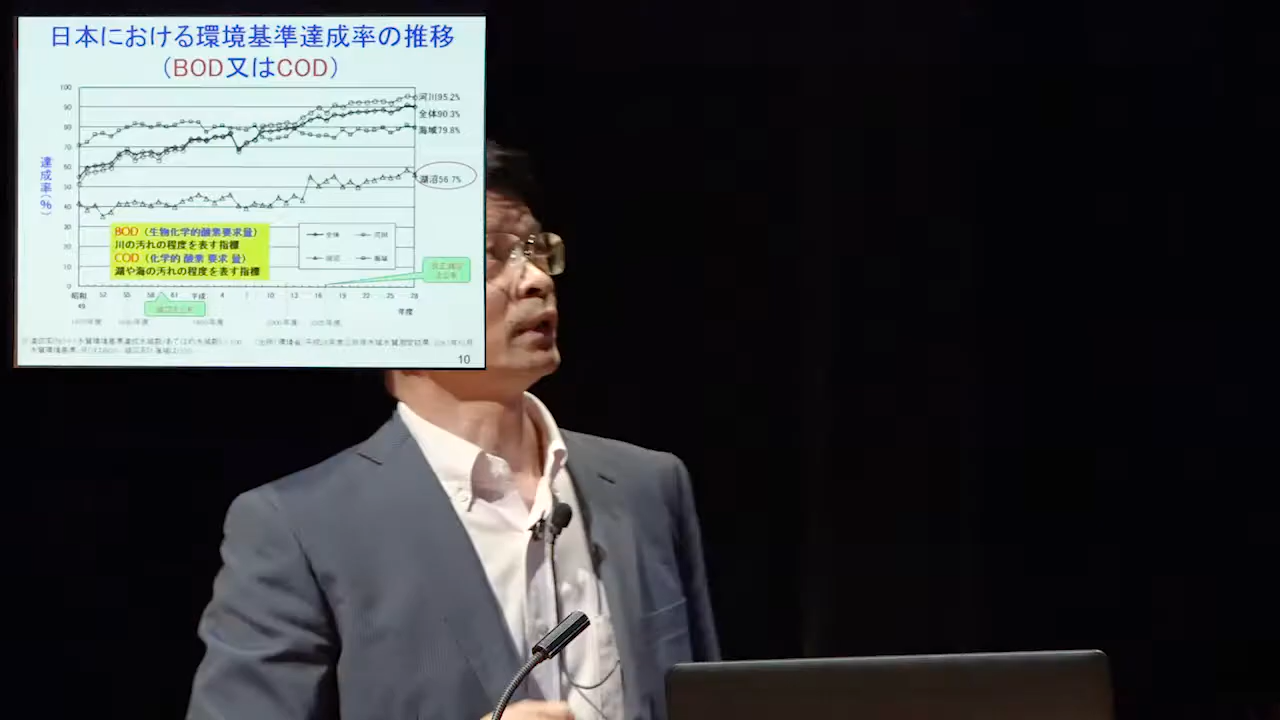 日本における環境基準達成率の推移
（BOD又はCOD）
達成率(%)
100
90
80
70
60
50
40
30
20
10
0
河川95.2%
全体90.3%
海域79.8%
湖沼56.7%
BOD（生物化学的酸素要求量）
川の汚れの程度を表す指標
COD（化学的 酸素 要求 量）
湖や海の汚れの程度を表す指標
全体 河川
湖沼 海域
昭和 52 55 58 61 平成 4 7 10 13 16 19 22 25 28
49
年度
10